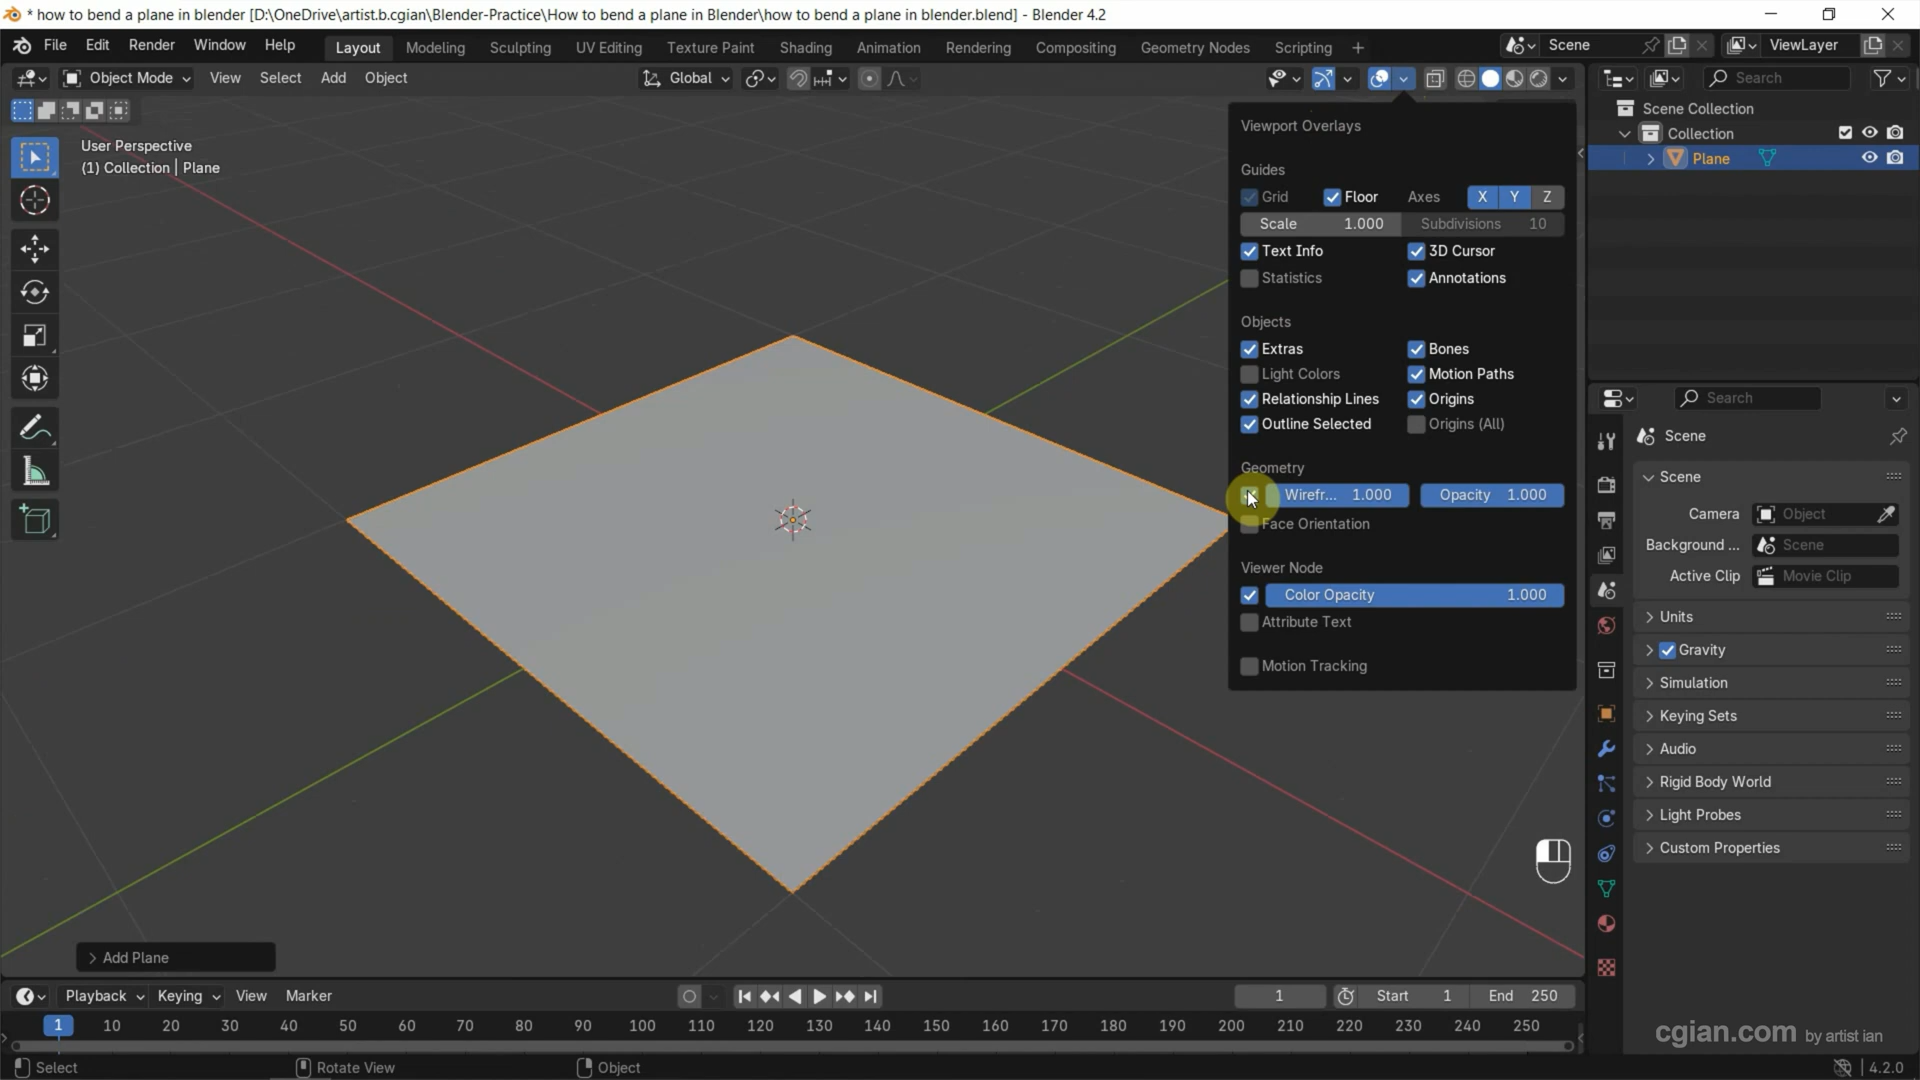 * how to bend a plane in blender [D:\OneDrive\artist.b.cgian\Blender-Practice\How to bend a plane in Blender\how to bend a plane in blender.blend] - Blender 4.2
File Edit Render Window Help Layout Modeling Sculpting UV Editing Texture Paint Shading Animation Rendering Compositing Geometry Nodes Scripting + Scene ViewLayer
Object Mode View Select Add Object Global Search
User Perspective
(1) Collection | Plane
Viewport Overlays
Guides
Grid Floor Axes X Y Z
Scale 1.000 Subdivisions 10
Text Info 3D Cursor
Statistics Annotations
Objects
Extras Bones
Light Colors Motion Paths
Relationship Lines Origins
Outline Selected Origins (All)
Geometry
Wirefr... 1.000 Opacity 1.000
Face Orientation
Viewer Node
Color Opacity 1.000
Attribute Text
Motion Tracking
Scene Collection
Collection
Plane
Search
Scene
Scene
Camera Object
Background ... Scene
Active Clip Movie Clip
Units
Gravity
Simulation
Keying Sets
Audio
Rigid Body World
Light Probes
Custom Properties
Add Plane
Playback Keying View Marker 1 Start 1 End 250
1 10 20 30 40 50 60 70 80 90 100 110 120 130 140 150 160 170 180 190 200 210 220 230 240 250
cgian.com by artist ian
Select Rotate View Object 4.2.0